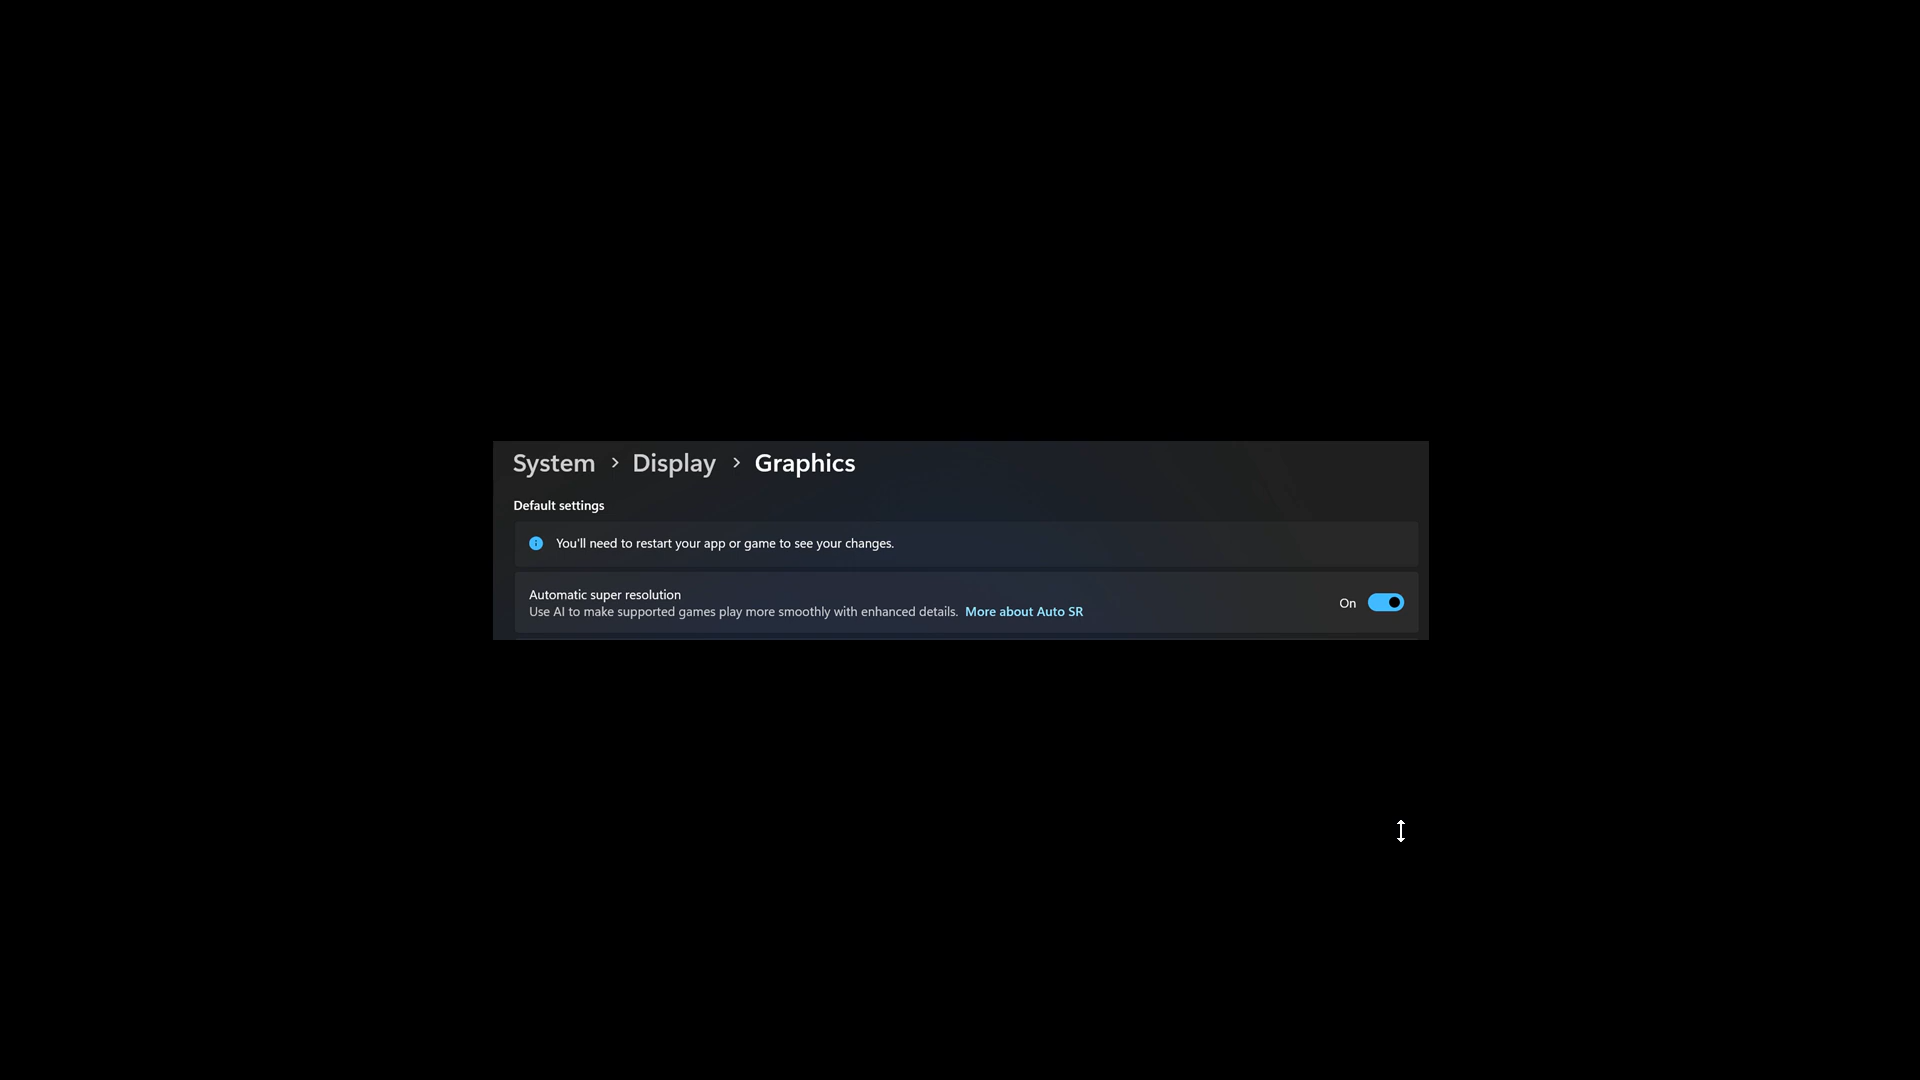 System > Display > Graphics
Default settings
You'll need to restart your app or game to see your changes.
Automatic super resolution
Use AI to make supported games play more smoothly with enhanced details. More about Auto SR
On